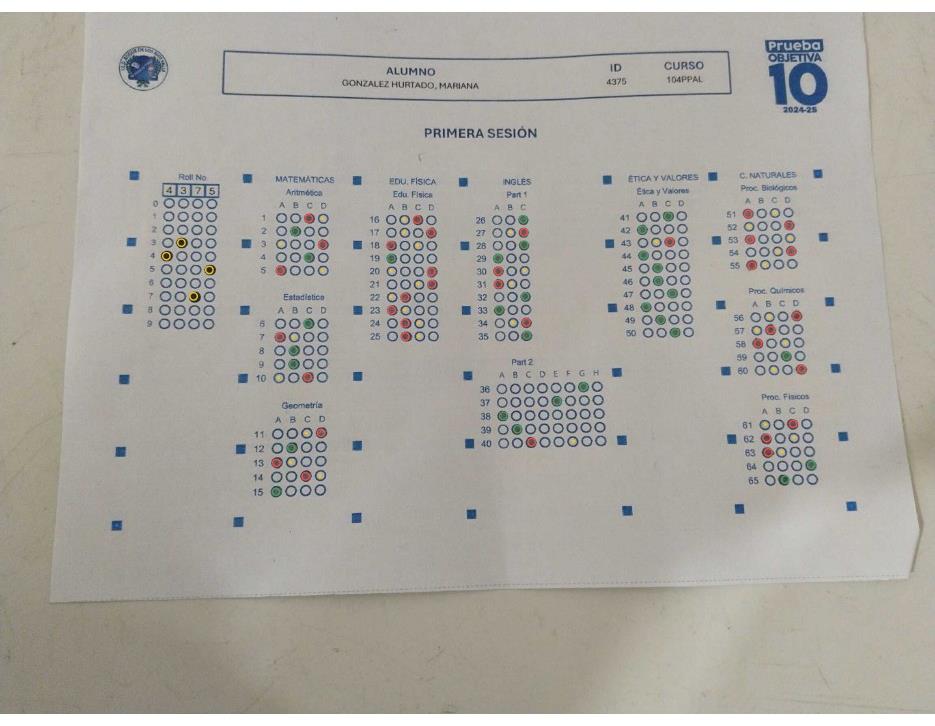 ALUMNO
GONZALEZ HURTADO, MARIANA
ID
4375
CURSO
104PPAL
Prueba
OBJETIVA
10
2024-25
PRIMERA SESIÓN
Roll No
4 3 7 5
0
1
2
3
4
5
6
7
8
9
MATEMÁTICAS
Aritmética
A B C D
1
2
3
4
5
Estadística
A B C D
6
7
8
9
10
Geometría
A B C D
11
12
13
14
15
EDU. FÍSICA
Edu. Física
A B C D
16
17
18
19
20
21
22
23
24
25
INGLÉS
Part 1
A B C
26
27
28
29
30
31
32
33
34
35
Part 2
A B C D E F G H
36
37
38
39
40
ÉTICA Y VALORES
Ética y Valores
A B C D
41
42
43
44
45
46
47
48
49
50
C. NATURALES
Proc. Biológicos
A B C D
51
52
53
54
55
Proc. Químicos
A B C D
56
57
58
59
60
Proc. Físicos
A B C D
61
62
63
64
65